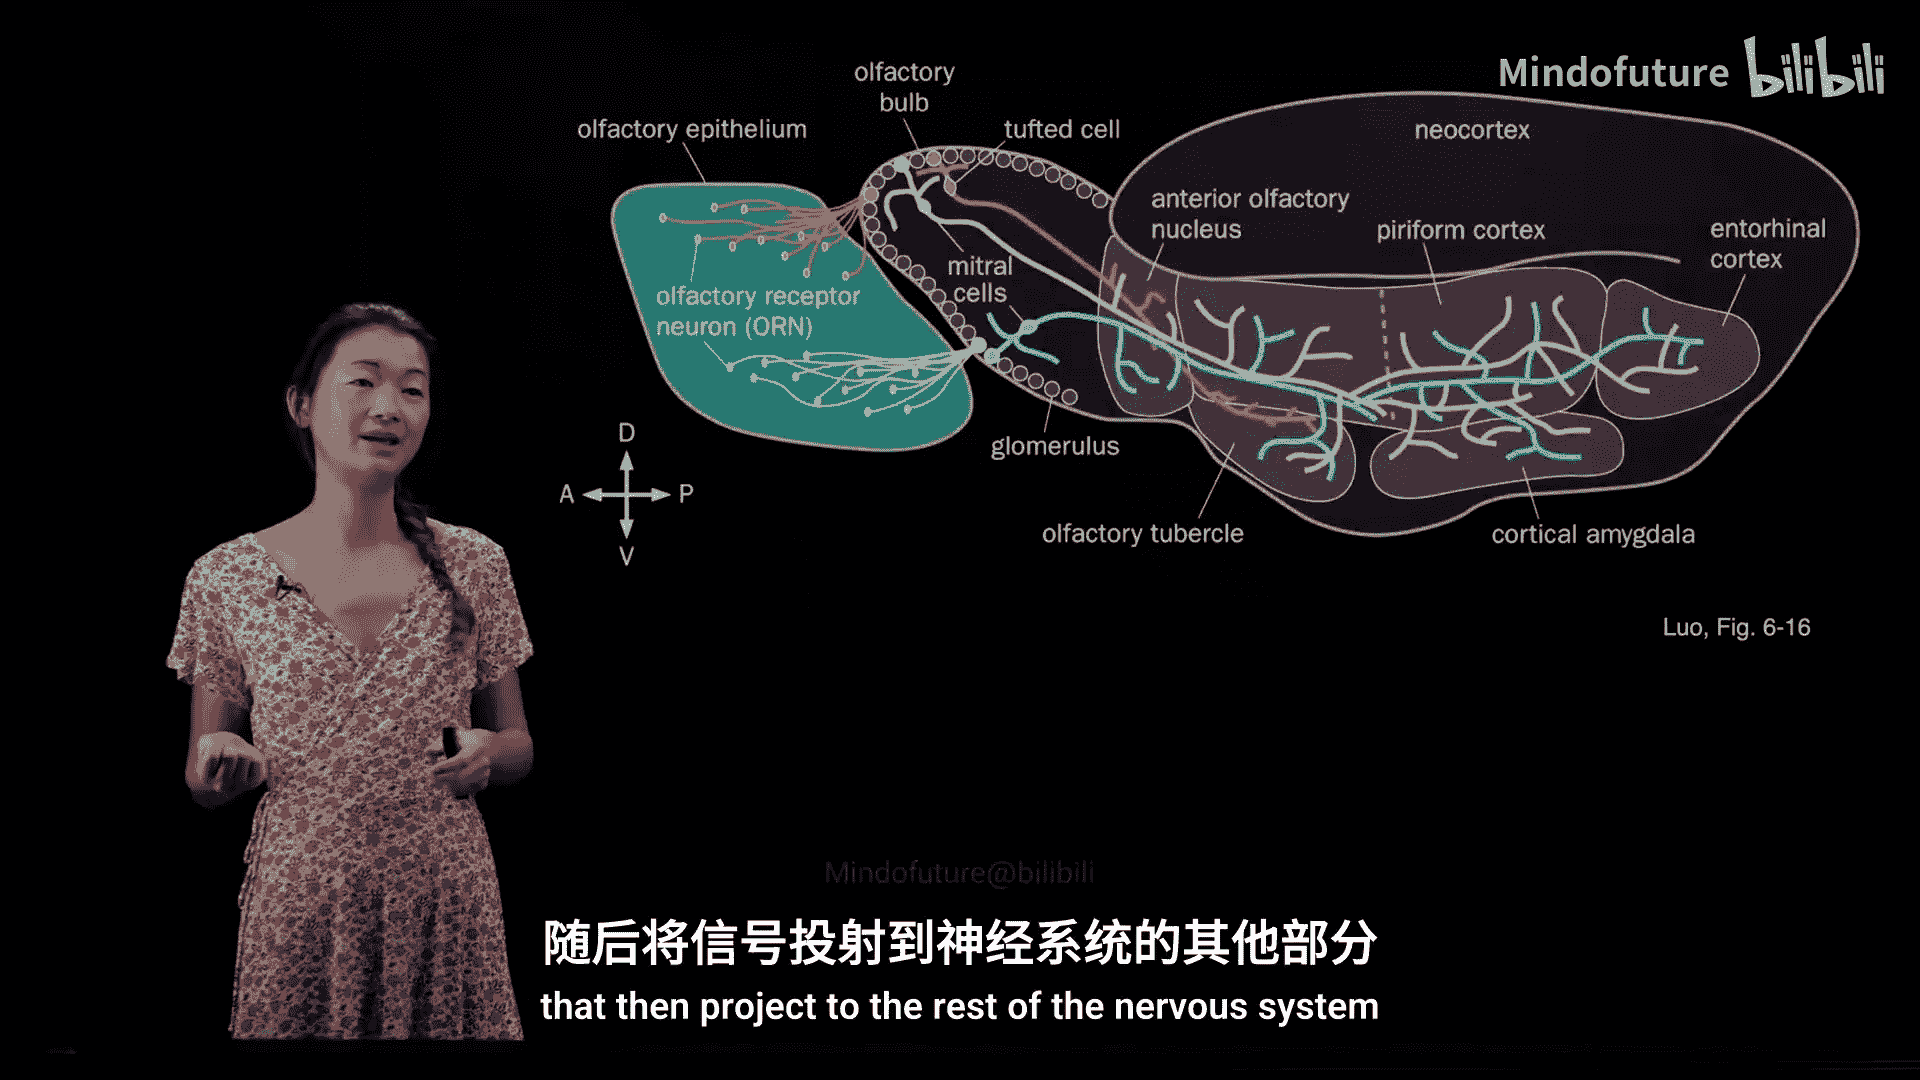 Mindofuture bilibili
olfactory
bulb
olfactory epithelium
tufted cell
neocortex
anterior olfactory
nucleus
piriform cortex
entorhinal
cortex
mitral
cells
olfactory receptor
neuron (ORN)
glomerulus
D
A
P
V
olfactory tubercle
cortical amygdala
Luo, Fig. 6-16
Mindofuture@bilibili
随后将信号投射到神经系统的其他部分
that then project to the rest of the nervous system